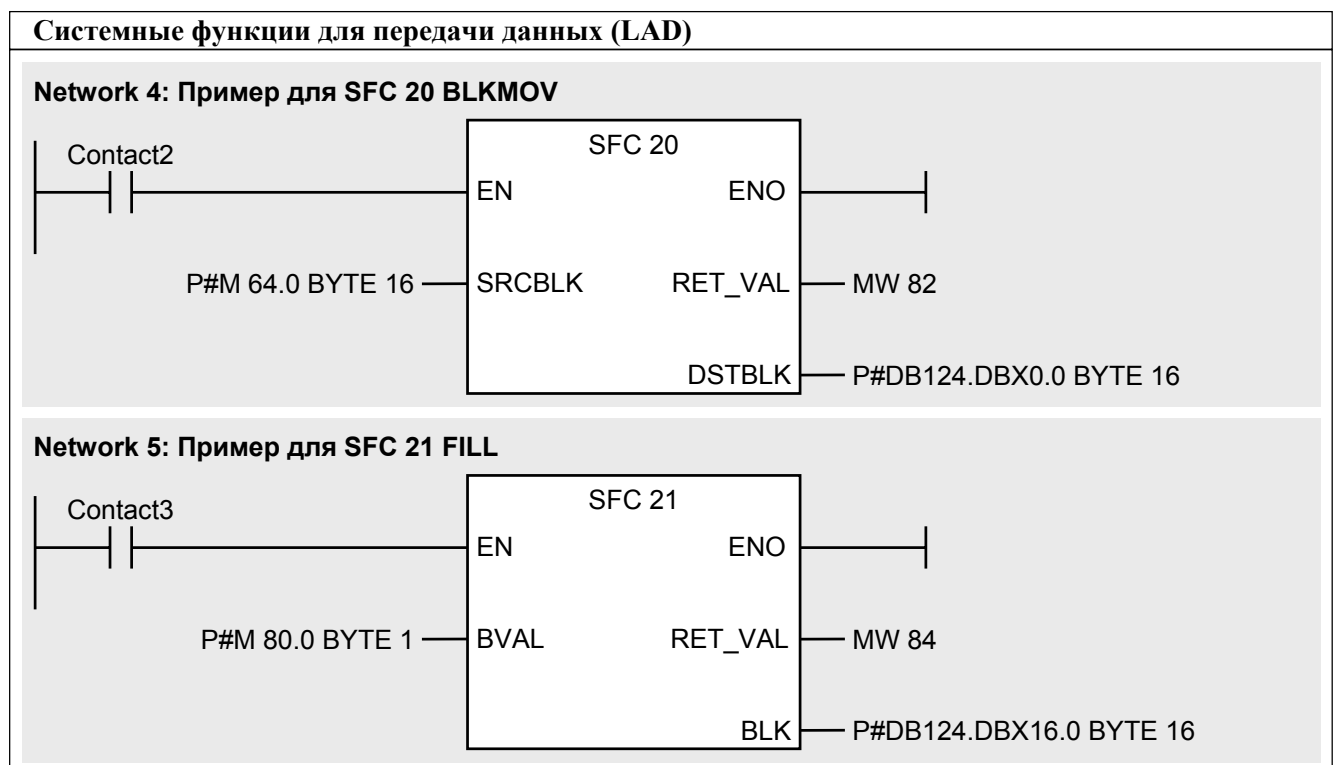 Системные функции для передачи данных (LAD)
Network 4: Пример для SFC 20 BLKMOV
Contact2
SFC 20
EN ENO
P#M 64.0 BYTE 16 SRCBLK RET_VAL MW 82
DSTBLK P#DB124.DBX0.0 BYTE 16
Network 5: Пример для SFC 21 FILL
Contact3
SFC 21
EN ENO
P#M 80.0 BYTE 1 BVAL RET_VAL MW 84
BLK P#DB124.DBX16.0 BYTE 16